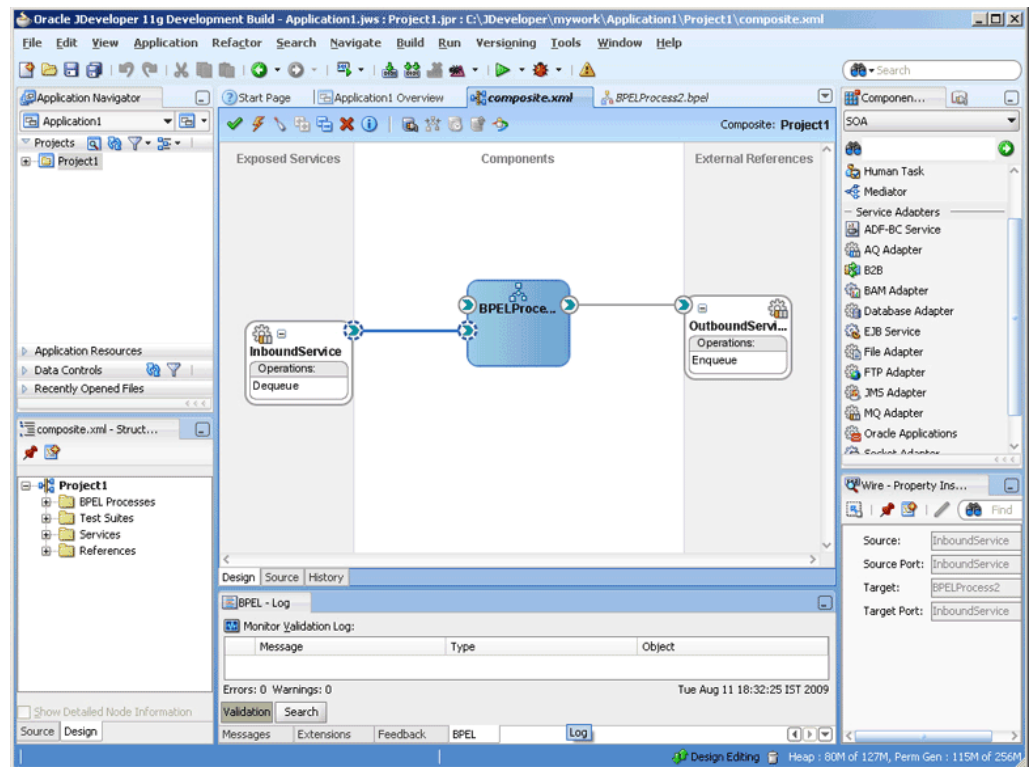 Oracle JDeveloper 11g Development Build - Application1.jws : Project1.jpr : C:\JDeveloper\mywork\Application1\Project1\composite.xml
File Edit View Application Refactor Search Navigate Build Run Versioning Tools Window Help
Search
Application Navigator
Application1
Projects
Project1
Application Resources
Data Controls
Recently Opened Files
composite.xml - Struct...
Project1
BPEL Processes
Test Suites
Services
References
Show Detailed Node Information
Source Design
Start Page Application1 Overview composite.xml BPELProcess2.bpel
Composite: Project1
Exposed Services Components External References
InboundService
Operations:
Dequeue
BPELProce...
OutboundServi...
Operations:
Enqueue
Design Source History
BPEL - Log
Monitor Validation Log:
Message Type Object
Errors: 0 Warnings: 0 Tue Aug 11 18:32:25 IST 2009
Validation Search
Messages Extensions Feedback BPEL Log
Componen...
SOA
Human Task
Mediator
Service Adapters
ADF-BC Service
AQ Adapter
B2B
BAM Adapter
Database Adapter
EJB Service
File Adapter
FTP Adapter
JMS Adapter
MQ Adapter
Oracle Applications
Socket Adapter
Wire - Property Ins...
Find
Source: InboundService
Source Port: InboundService
Target: BPELProcess2
Target Port: InboundService
Design Editing Heap : 80M of 127M, Perm Gen : 115M of 256M